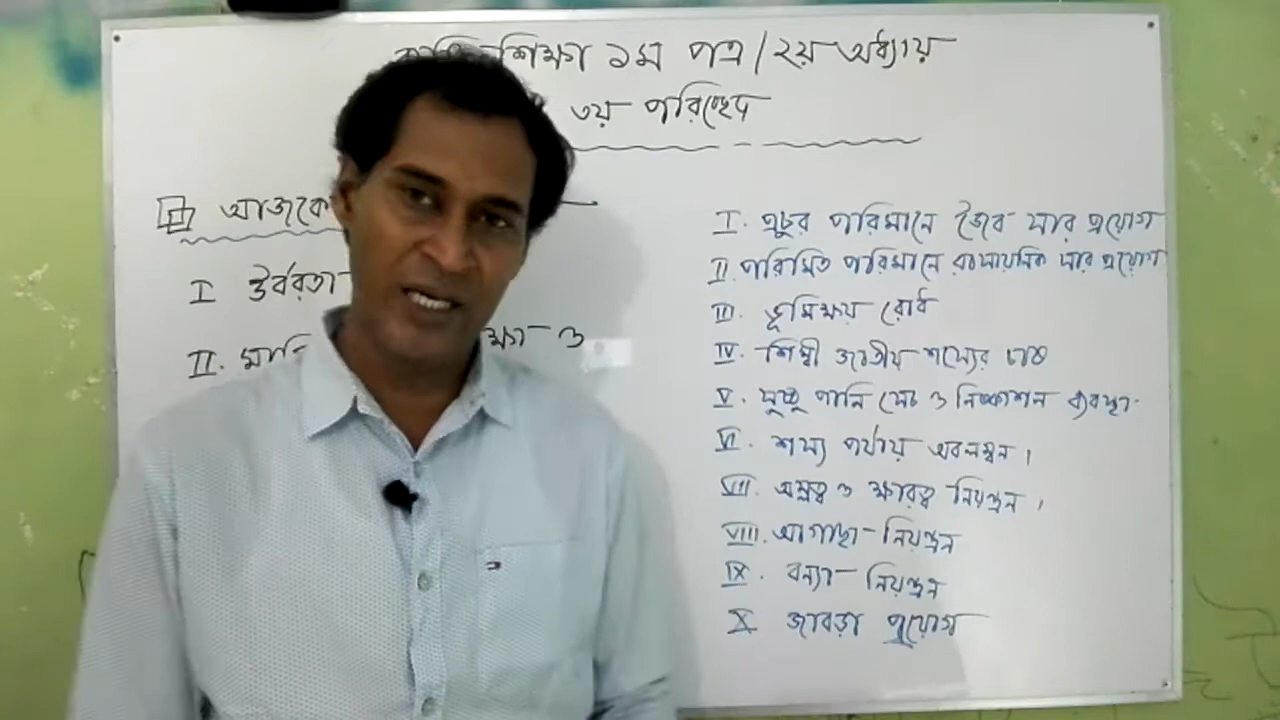 শিক্ষা ১ম পত্র / ২য় অধ্যায়
৩য় পরিচ্ছেদ
আজকে
I উর্বরতা
II. মাটি ক্ষা ও
I. প্রচুর পরিমানে জৈব সার প্রয়োগ
II. পরিমিত পরিমানে রাসায়নিক সার প্রয়োগ
III. ভূমিক্ষয় রোধ
IV. শিম্বী জাতীয় শস্যের চাষ
V. সুষ্ঠু পানি সেচ ও নিষ্কাশন ব্যবস্থা.
VI. শস্য পর্যায় অবলম্বন।
VII. অম্লত্ব ও ক্ষারত্ব নিয়ন্ত্রন।
VIII. আগাছা নিয়ন্ত্রন
IX. বন্যা নিয়ন্ত্রন
X জাবড়া প্রয়োগ